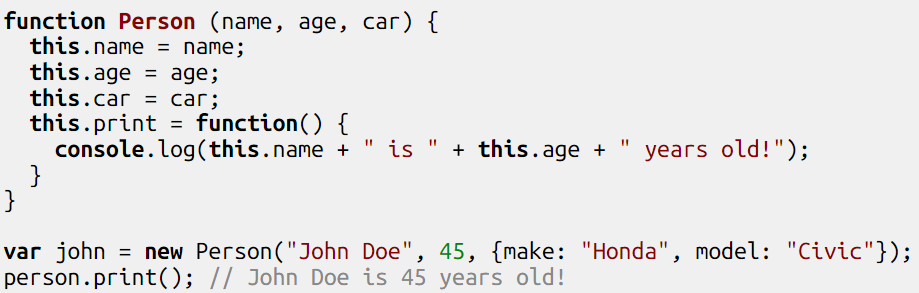 function Person (name, age, car) {
  this.name = name;
  this.age = age;
  this.car = car;
  this.print = function() {
    console.log(this.name + " is " + this.age + " years old!");
  }
}

var john = new Person("John Doe", 45, {make: "Honda", model: "Civic"});
person.print(); // John Doe is 45 years old!